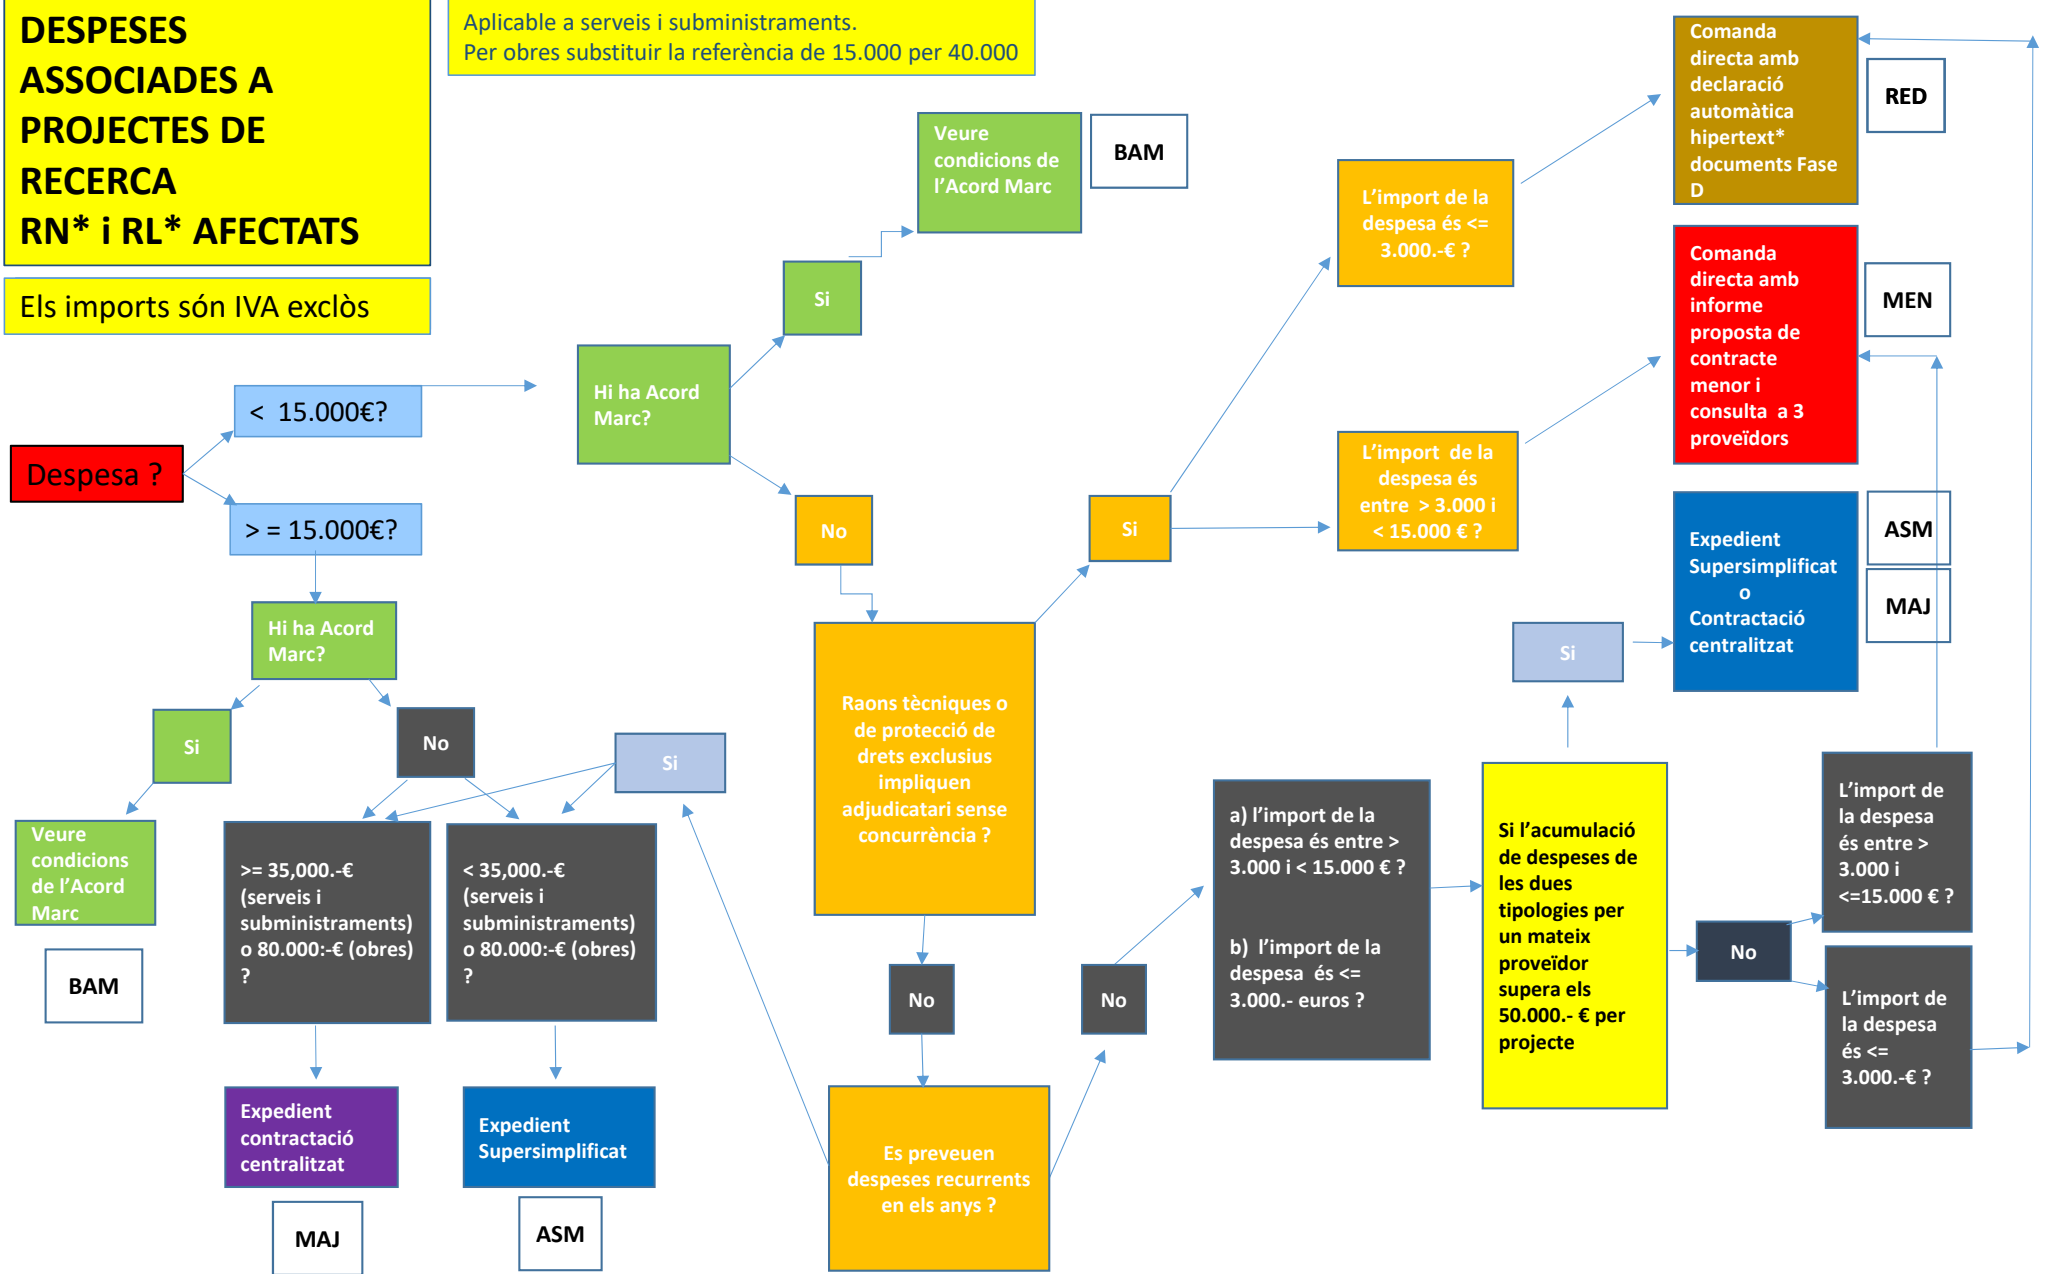 DESPESES
ASSOCIADES A
PROJECTES DE
RECERCA
RN* i RL* AFECTATS
Aplicable a serveis i subministraments.
Per obres substituir la referència de 15.000 per 40.000
Els imports són IVA exclòs
Despesa ?
< 15.000€?
> = 15.000€?
Hi ha Acord
Marc?
Si
Veure
condicions de
l'Acord Marc
BAM
No
Hi ha Acord
Marc?
Si
No
Veure
condicions
de l'Acord
Marc
BAM
>= 35,000.-€
(serveis i
subministraments)
o 80.000:-€ (obres)
?
< 35,000.-€
(serveis i
subministraments)
o 80.000:-€ (obres)
?
Si
Expedient
contractació
centralitzat
MAJ
Expedient
Supersimplificat
ASM
Raons tècniques o
de protecció de
drets exclusius
impliquen
adjudicatari sense
concurrència ?
Si
No
Es preveuen
despeses recurrents
en els anys ?
No
L'import de la
despesa és <=
3.000.-€ ?
L'import de la
despesa és
entre > 3.000 i
< 15.000 € ?
Comanda
directa amb
declaració
automàtica
hipertext*
documents Fase
D
RED
Comanda
directa amb
informe
proposta de
contracte
menor i
consulta a 3
proveïdors
MEN
Expedient
Supersimplificat
o
Contractació
centralitzat
ASM
MAJ
Si
a) l'import de la
despesa és entre >
3.000 i < 15.000 € ?
b) l'import de la
despesa és <=
3.000.- euros ?
Si l'acumulació
de despeses de
les dues
tipologies per
un mateix
proveïdor
supera els
50.000.- € per
projecte
No
L'import de
la despesa
és entre >
3.000 i
<=15.000 € ?
L'import de
la despesa
és <=
3.000.-€ ?